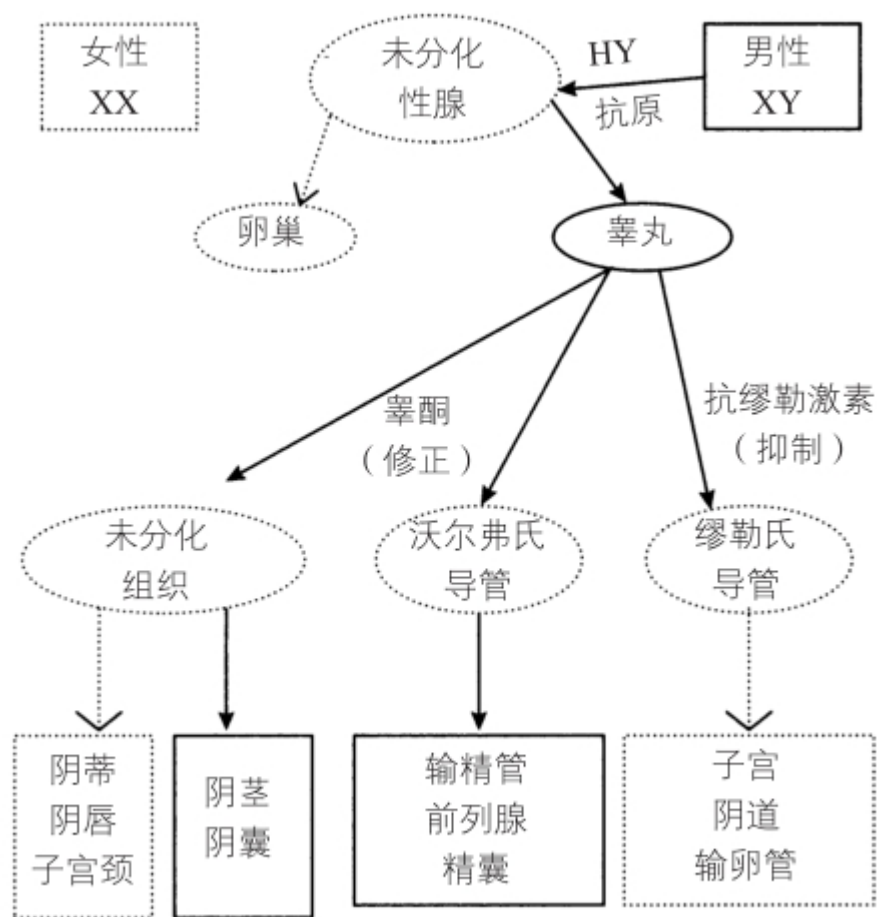 女性
XX
未分化
性腺
HY
抗原
男性
XY
卵巢
睾丸
睾酮
（修正）
抗缪勒激素
（抑制）
未分化
组织
沃尔弗氏
导管
缪勒氏
导管
阴蒂
阴唇
子宫颈
阴茎
阴囊
输精管
前列腺
精囊
子宫
阴道
输卵管